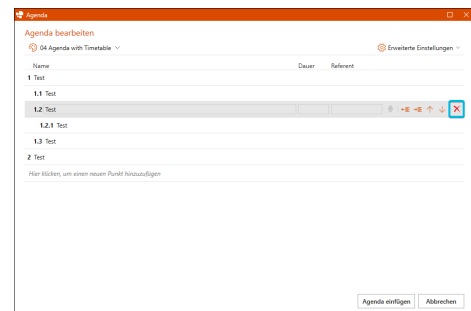 Agenda
Agenda bearbeiten
04 Agenda with Timetable
Erweiterte Einstellungen
Name Dauer Referent
1 Test
1.1 Test
1.2 Test
1.2.1 Test
1.3 Test
2 Test
Hier klicken, um einen neuen Punkt hinzuzufügen
Agenda einfügen Abbrechen